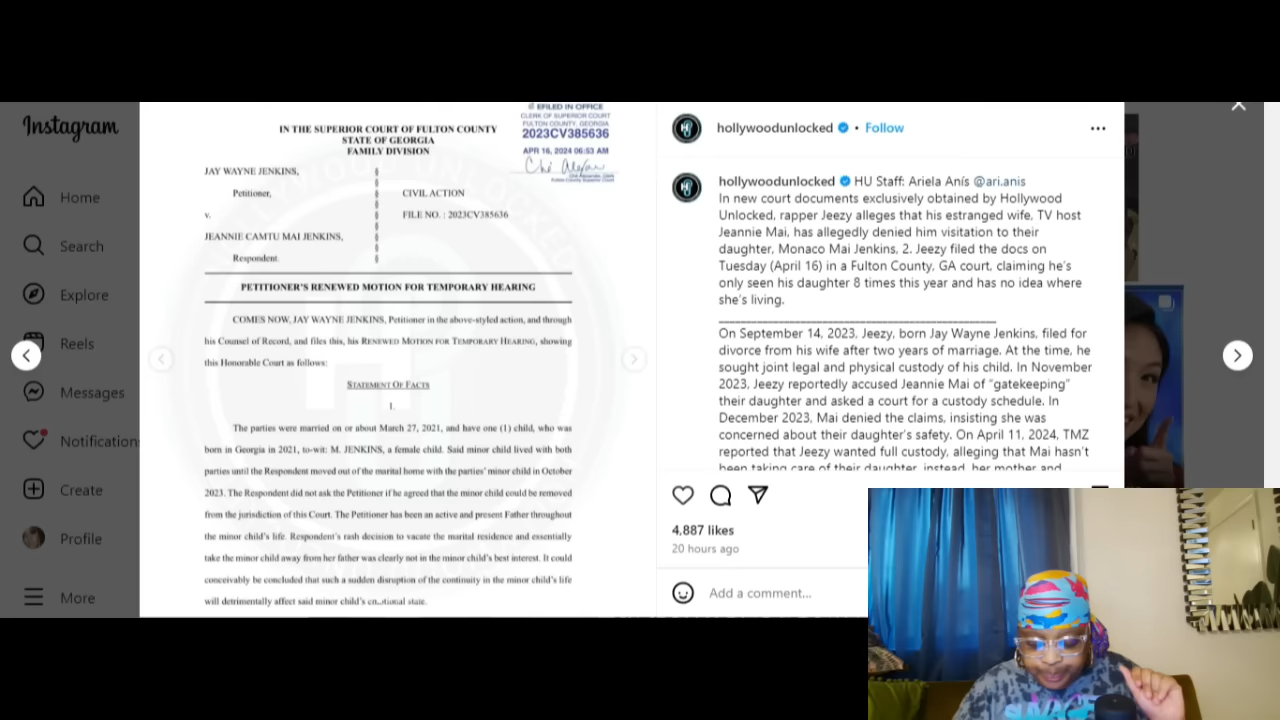 Instagram
Home
Search
Explore
Reels
Messages
Notification
Create
Profile
More
EFILED IN OFFICE
CLERK OF SUPERIOR COURT
FULTON COUNTY, GEORGIA
2023CV385636
APR 16, 2024 06:53 AM
IN THE SUPERIOR COURT OF FULTON COUNTY
STATE OF GEORGIA
FAMILY DIVISION
JAY WAYNE JENKINS,
Petitioner,
CIVIL ACTION
v.
FILE NO. : 2023CV385636
JEANNIE CAMTU MAI JENKINS,
Respondent.
PETITIONER'S RENEWED MOTION FOR TEMPORARY HEARING
COMES NOW, JAY WAYNE JENKINS, Petitioner in the above-styled action, and through
his Counsel of Record, and files this, his RENEWED MOTION FOR TEMPORARY HEARING, showing
this Honorable Court as follows:
STATEMENT OF FACTS
1.
The parties were married on or about March 27, 2021, and have one (1) child, who was
born in Georgia in 2021, to-wit: M. JENKINS, a female child. Said minor child lived with both
parties until the Respondent moved out of the marital home with the parties' minor child in October
2023. The Respondent did not ask the Petitioner if he agreed that the minor child could be removed
from the jurisdiction of this Court. The Petitioner has been an active and present Father throughout
the minor child's life. Respondent's rash decision to vacate the marital residence and essentially
take the minor child away from her father was clearly not in the minor child's best interest. It could
conceivably be concluded that such a sudden disruption of the continuity in the minor child's life
will detrimentally affect said minor child's state.
hollywoodunlocked • Follow
hollywoodunlocked HU Staff: Ariela Anís @ari.anis
In new court documents exclusively obtained by Hollywood
Unlocked, rapper Jeezy alleges that his estranged wife, TV host
Jeannie Mai, has allegedly denied him visitation to their
daughter, Monaco Mai Jenkins, 2. Jeezy filed the docs on
Tuesday (April 16) in a Fulton County, GA court, claiming he's
only seen his daughter 8 times this year and has no idea where
she's living.
On September 14, 2023, Jeezy, born Jay Wayne Jenkins, filed for
divorce from his wife after two years of marriage. At the time, he
sought joint legal and physical custody of his child. In November
2023, Jeezy reportedly accused Jeannie Mai of "gatekeeping"
their daughter and asked a court for a custody schedule. In
December 2023, Mai denied the claims, insisting she was
concerned about their daughter's safety. On April 11, 2024, TMZ
reported that Jeezy wanted full custody, alleging that Mai hasn't
been taking care of their daughter, instead, her mother and
4,887 likes
20 hours ago
Add a comment...